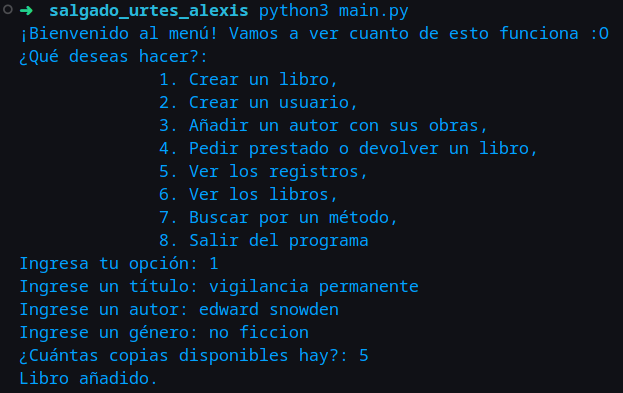 ➜ salgado_urtes_alexis python3 main.py
¡Bienvenido al menú! Vamos a ver cuanto de esto funciona :O
¿Qué deseas hacer?:
1. Crear un libro,
2. Crear un usuario,
3. Añadir un autor con sus obras,
4. Pedir prestado o devolver un libro,
5. Ver los registros,
6. Ver los libros,
7. Buscar por un método,
8. Salir del programa
Ingresa tu opción: 1
Ingrese un título: vigilancia permanente
Ingrese un autor: edward snowden
Ingrese un género: no ficcion
¿Cuántas copias disponibles hay?: 5
Libro añadido.